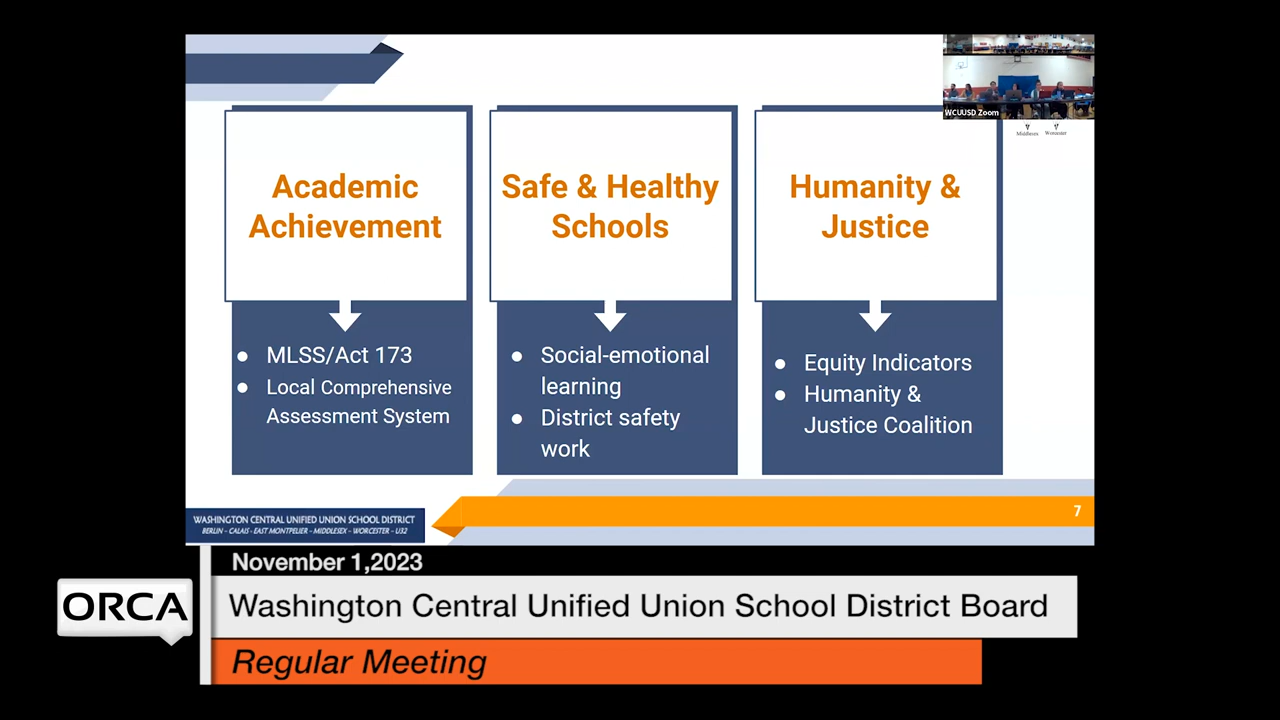 WCUUSD Zoom
Middlesex Worcester
Academic
Achievement
● MLSS/Act 173
● Local Comprehensive
Assessment System
Safe & Healthy
Schools
● Social-emotional
learning
● District safety
work
Humanity &
Justice
● Equity Indicators
● Humanity &
Justice Coalition
7
WASHINGTON CENTRAL UNIFIED UNION SCHOOL DISTRICT
BERLIN - CALAIS - EAST MONTPELIER - MIDDLESEX - WORCESTER - U32
November 1,2023
ORCA
Washington Central Unified Union School District Board
Regular Meeting